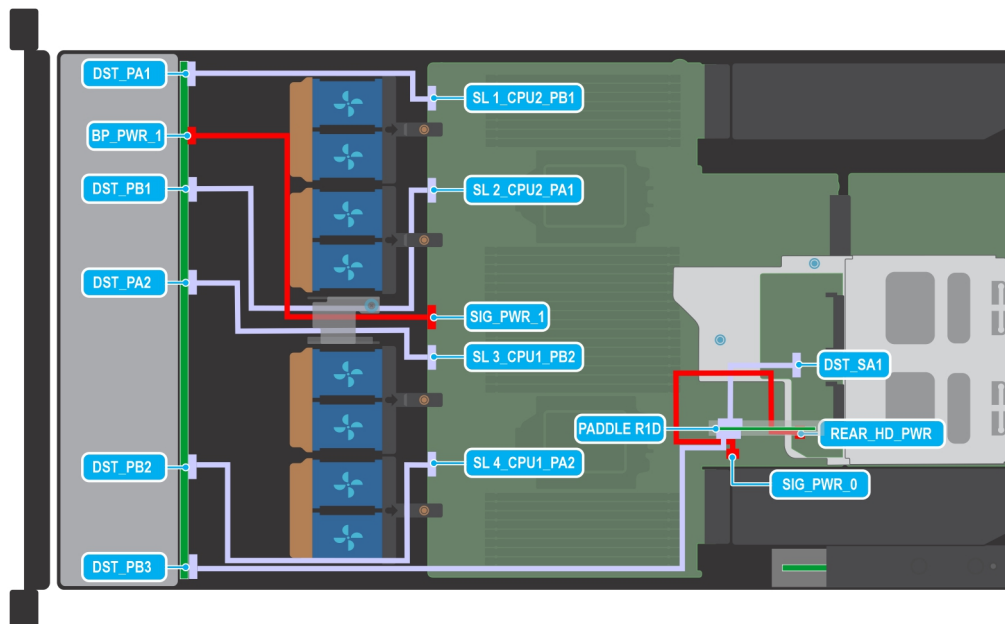 DST_PA1
BP_PWR_1
DST_PB1
DST_PA2
DST_PB2
DST_PB3
SL 1_CPU2_PB1
SL 2_CPU2_PA1
SIG_PWR_1
SL 3_CPU1_PB2
SL 4_CPU1_PA2
DST_SA1
PADDLE R1D
REAR_HD_PWR
SIG_PWR_0